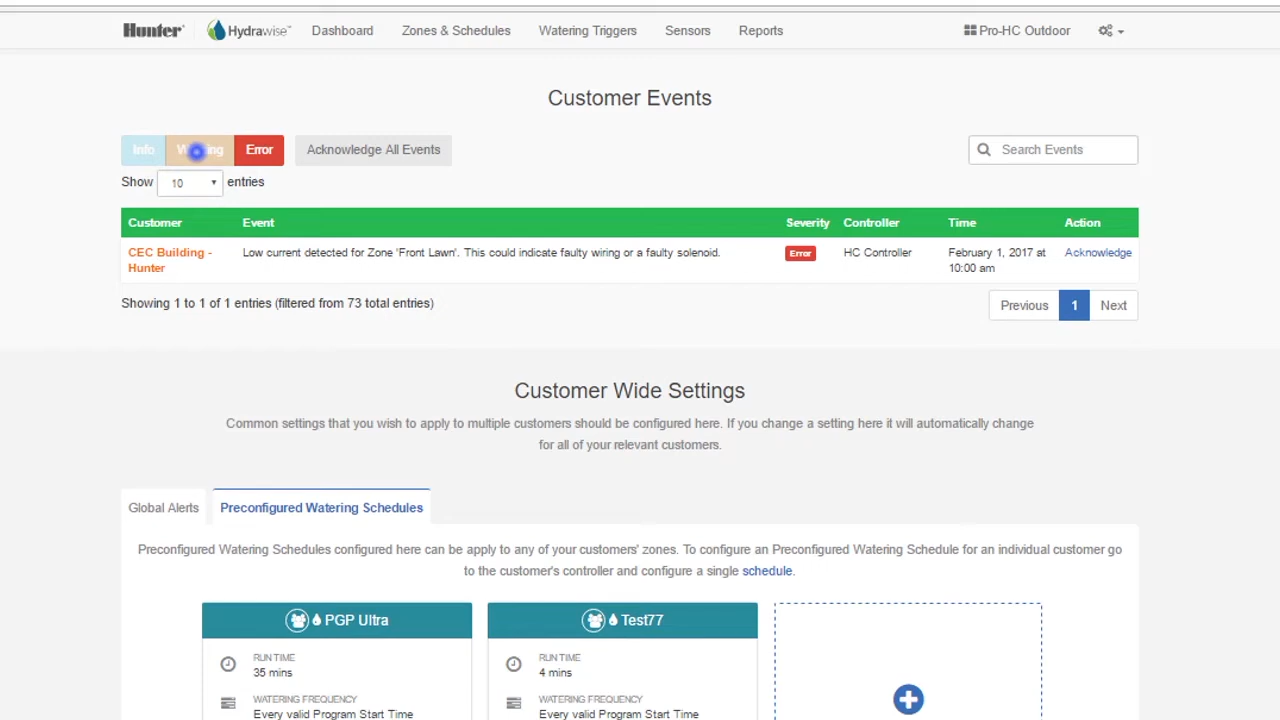 Hunter Hydrawise Dashboard Zones & Schedules Watering Triggers Sensors Reports Pro-HC Outdoor
Customer Events
Info Error Acknowledge All Events Search Events
Show 10 entries
Customer Event Severity Controller Time Action
CEC Building - Hunter Low current detected for Zone 'Front Lawn'. This could indicate faulty wiring or a faulty solenoid. Error HC Controller February 1, 2017 at 10:00 am Acknowledge
Showing 1 to 1 of 1 entries (filtered from 73 total entries) Previous 1 Next
Customer Wide Settings
Common settings that you wish to apply to multiple customers should be configured here. If you change a setting here it will automatically change
for all of your relevant customers.
Global Alerts Preconfigured Watering Schedules
Preconfigured Watering Schedules configured here can be apply to any of your customers' zones. To configure an Preconfigured Watering Schedule for an individual customer go
to the customer's controller and configure a single schedule.
PGP Ultra Test77
RUN TIME RUN TIME
35 mins 4 mins
WATERING FREQUENCY WATERING FREQUENCY
Every valid Program Start Time Every valid Program Start Time